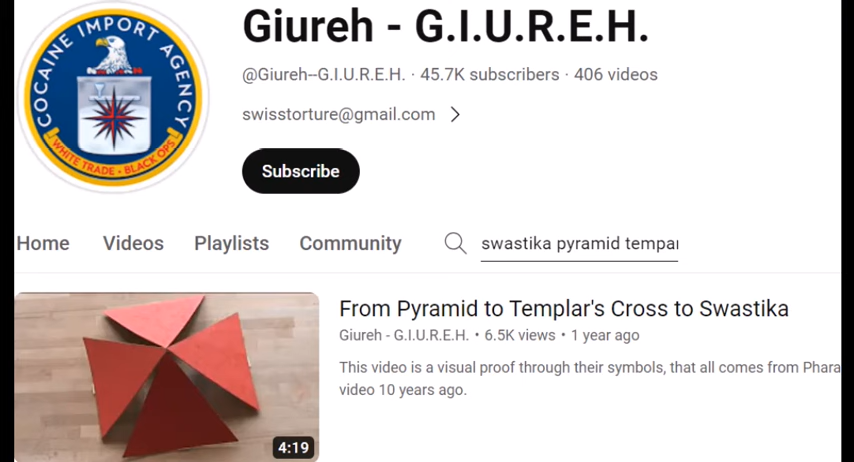 COCAINE IMPORT AGENCY
WHITE TRADE - BLACK OPS
Giureh - G.I.U.R.E.H.
@Giureh--G.I.U.R.E.H. · 45.7K subscribers · 406 videos
swisstorture@gmail.com
Subscribe
Home Videos Playlists Community swastika pyramid tempar
From Pyramid to Templar's Cross to Swastika
Giureh - G.I.U.R.E.H. • 6.5K views • 1 year ago
This video is a visual proof through their symbols, that all comes from Phara
video 10 years ago.
4:19